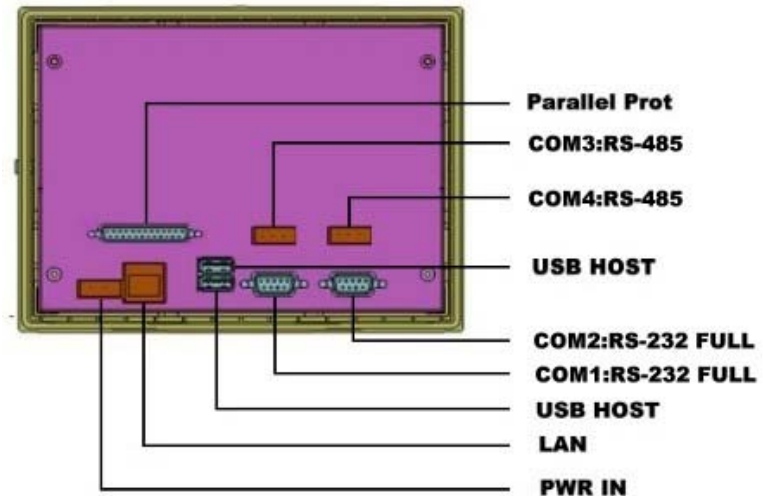 Parallel Prot
COM3:RS-485
COM4:RS-485
USB HOST
COM2:RS-232 FULL
COM1:RS-232 FULL
USB HOST
LAN
PWR IN